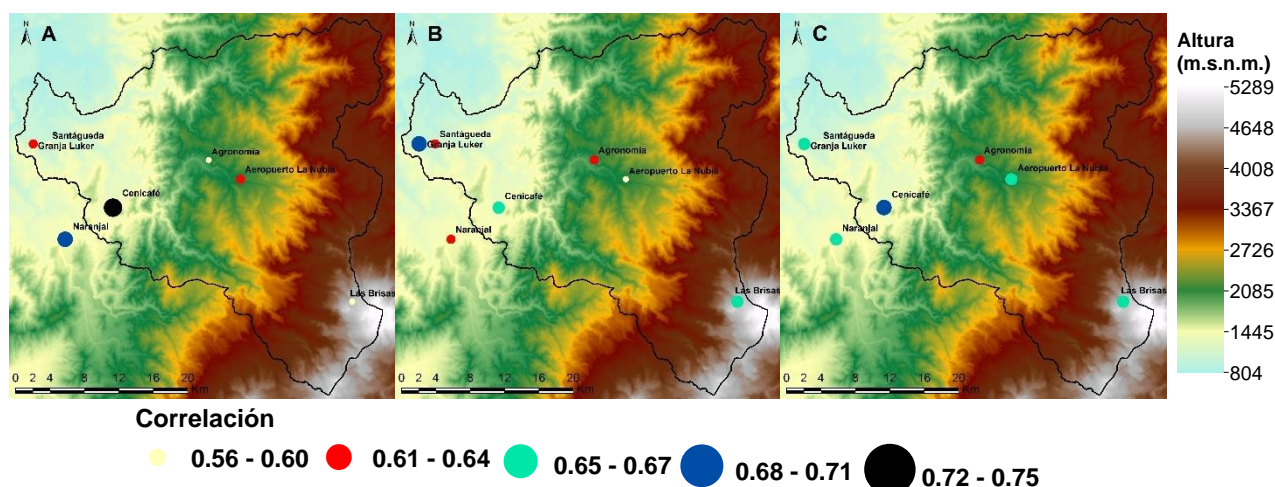 N A
Santágueda
Granja Luker
Agronomía
Aeropuerto La Nubia
Cenicafé
Naranjal
Las Brisas
0 2 4 8 12 16 20
Km
N B
Santágueda
Granja Luker
Agronomía
Aeropuerto La Nubia
Cenicafé
Naranjal
Las Brisas
0 2 4 8 12 16 20
Km
N C
Santágueda
Granja Luker
Agronomía
Aeropuerto La Nubia
Cenicafé
Naranjal
Las Brisas
0 2 4 8 12 16 20
Km
Altura
(m.s.n.m.)
5289
4648
4008
3367
2726
2085
1445
804
Correlación
0.56 - 0.60
0.61 - 0.64
0.65 - 0.67
0.68 - 0.71
0.72 - 0.75